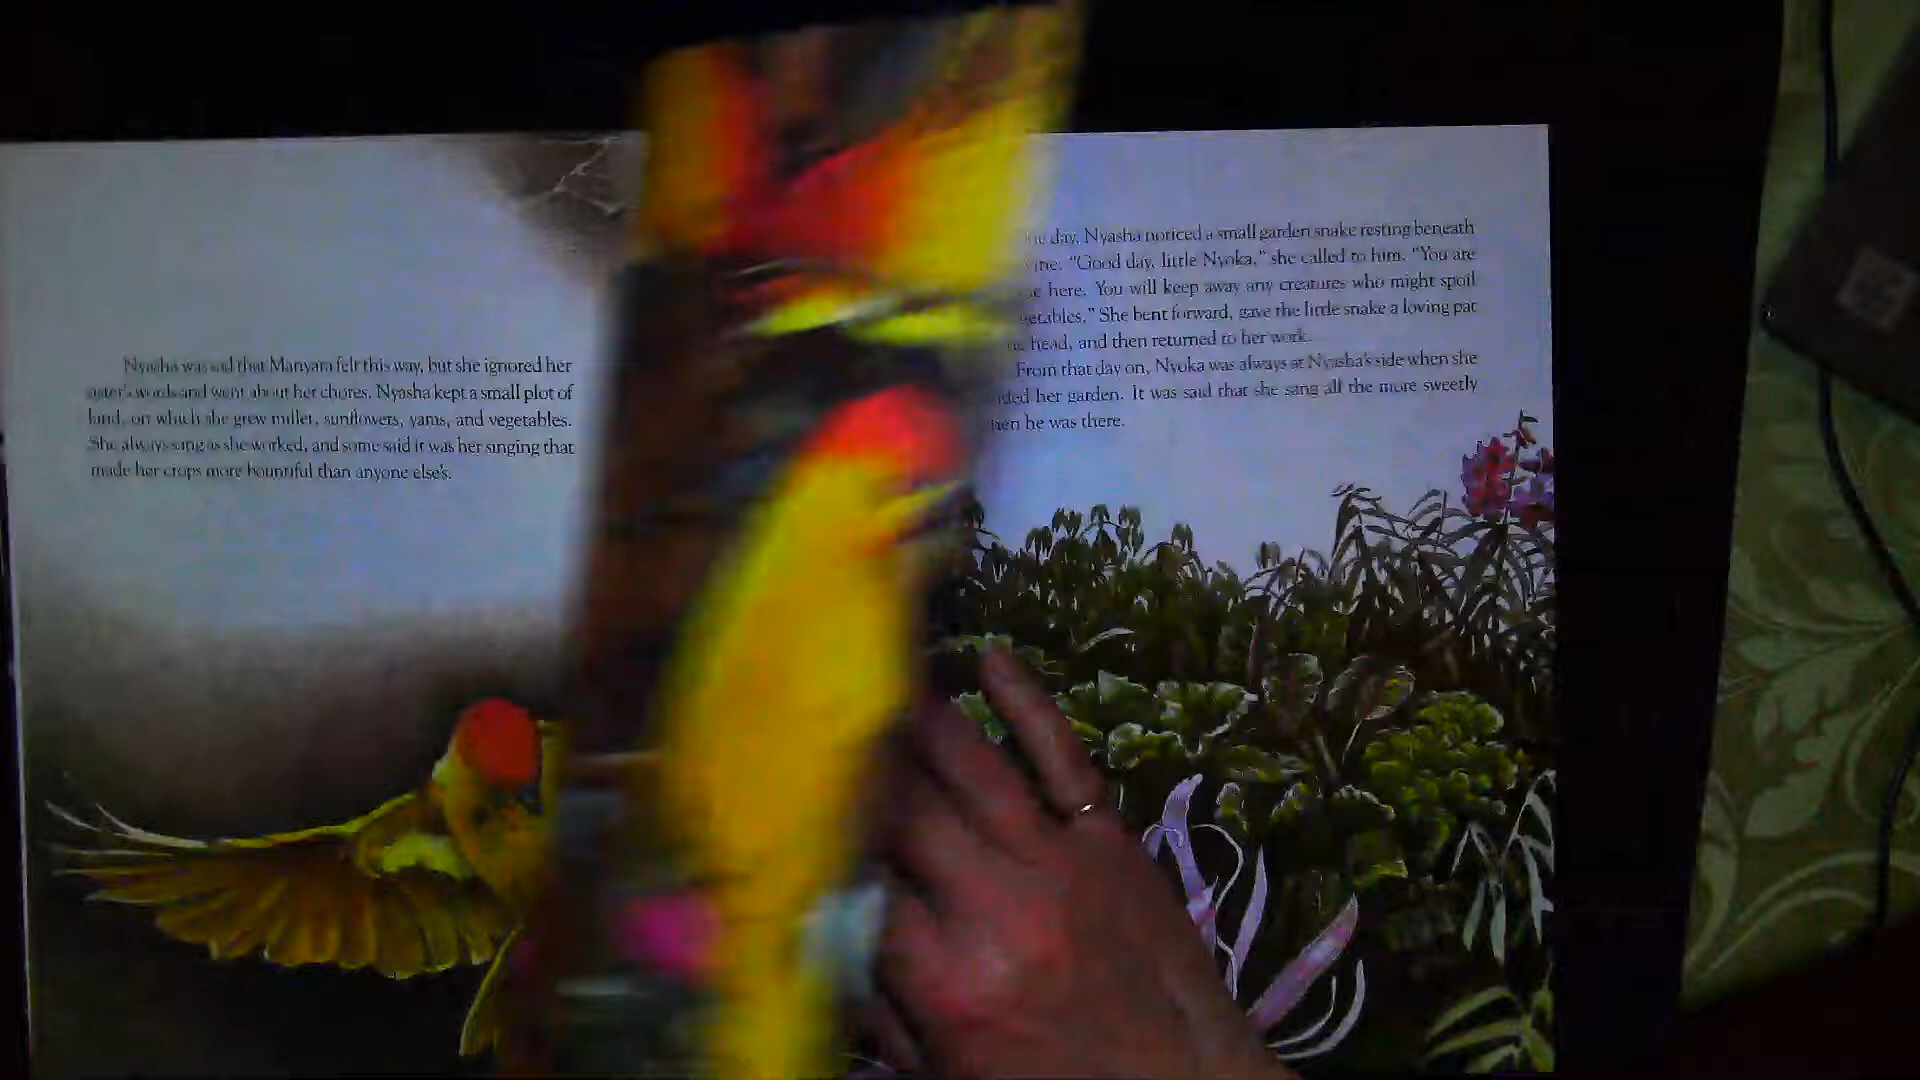 Nyasha was sad that Manyara felt this way, but she ignored her
sister's words and went about her chores. Nyasha kept a small plot of
land, on which she grew millet, sunflowers, yams, and vegetables.
She always sang as she worked, and some said it was her singing that
made her crops more bountiful than anyone else's.
day, Nyasha noticed a small garden snake resting beneath
"Good day, little Nyoka," she called to him. "You are
here. You will keep away any creatures who might spoil
She bent forward, gave the little snake a loving pat
head, and then returned to her work.
From that day on, Nyoka was always at Nyasha's side when she
her garden. It was said that she sang all the more sweetly
he was there.